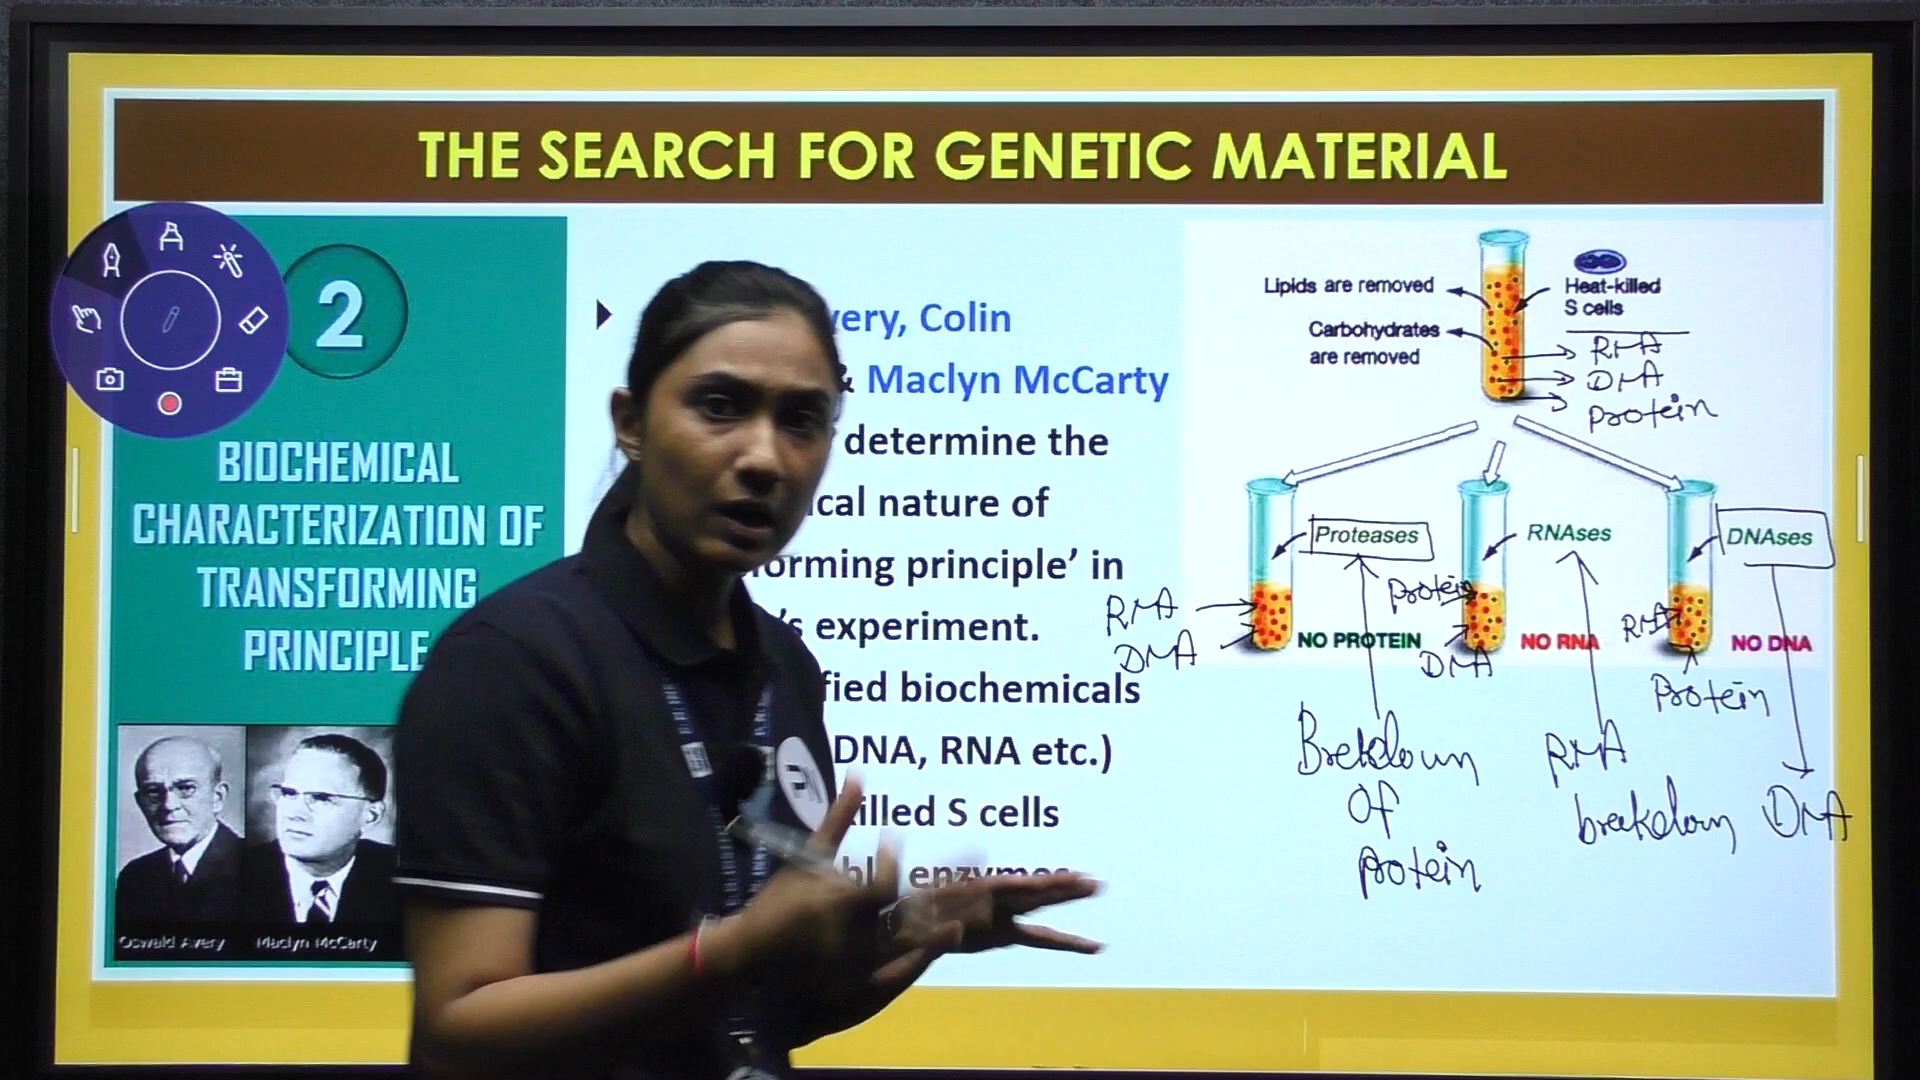 THE SEARCH FOR GENETIC MATERIAL
2
BIOCHEMICAL
CHARACTERIZATION OF
TRANSFORMING
PRINCIPLE
Oswald Avery
Maclyn McCarty
very, Colin
& Maclyn McCarty
determine the
ical nature of
orming principle’ in
’s experiment.
fied biochemicals
DNA, RNA etc.)
killed S cells
enzymes
Lipids are removed
Carbohydrates
are removed
Heat-killed
S cells
RNA
DNA
protein
Proteases
RNAses
DNAses
RNA
DNA
NO PROTEIN
protein
DNA
NO RNA
RNA
Protein
NO DNA
Brekdown
Of
protein
RNA
breakdown
DNA